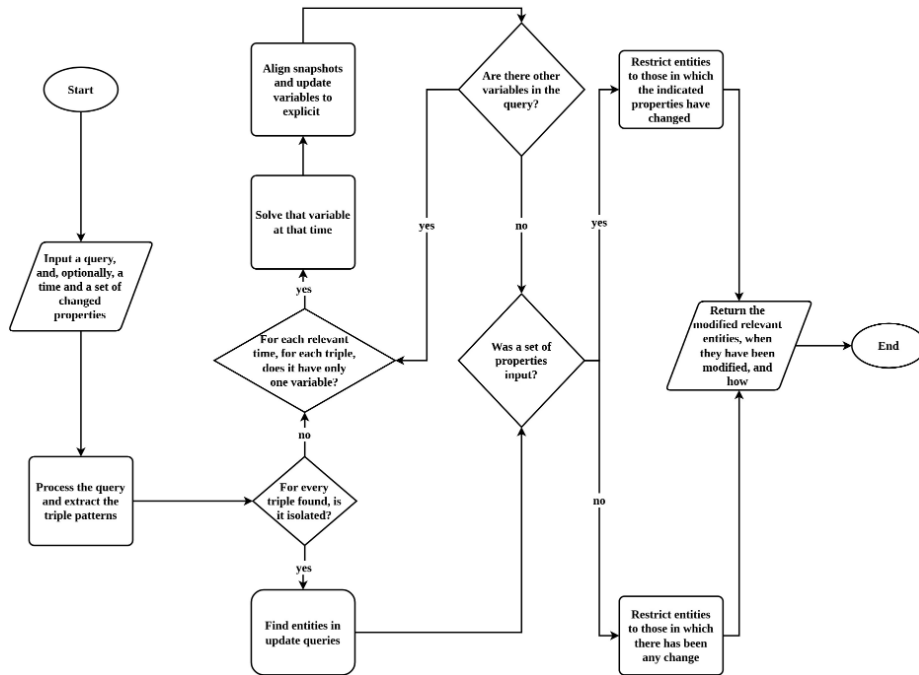 Start
Input a query,
and, optionally, a
time and a set of
changed
properties
Process the query
and extract the
triple patterns
For every
triple found, is
it isolated?
no
yes
Find entities in
update queries
For each relevant
time, for each triple,
does it have only
one variable?
yes
Solve that variable
at that time
Align snapshots
and update
variables to
explicit
Are there other
variables in the
query?
yes
no
Was a set of
properties
input?
yes
no
Restrict entities
to those in which
the indicated
properties have
changed
Restrict entities
to those in which
there has been
any change
Return the
modified relevant
entities, when
they have been
modified, and
how
End